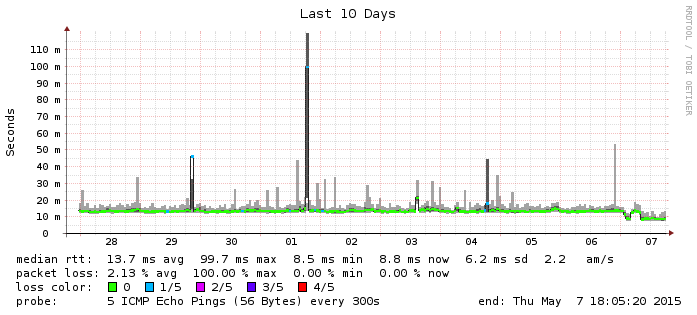 Last 10 Days
RRDTOOL / TOBI OETIKER
Seconds
110 m
100 m
90 m
80 m
70 m
60 m
50 m
40 m
30 m
20 m
10 m
0
28 29 30 01 02 03 04 05 06 07
median rtt: 13.7 ms avg 99.7 ms max 8.5 ms min 8.8 ms now 6.2 ms sd 2.2 am/s
packet loss: 2.13 % avg 100.00 % max 0.00 % min 0.00 % now
loss color: 0 1/5 2/5 3/5 4/5
probe: 5 ICMP Echo Pings (56 Bytes) every 300s end: Thu May 7 18:05:20 2015